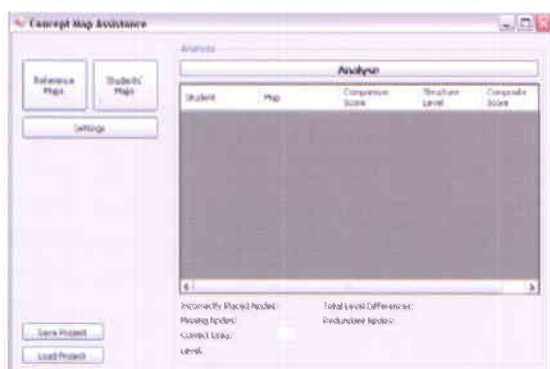 Concept Map Assistance
Analysis
Analyse
Reference Maps
Students' Maps
Settings
Student Map Comparison Score Structure Level Composite Score
Incorrectly Placed Nodes:
Total Level Differences:
Missing Nodes:
Redundant Nodes:
Correct Links:
Level:
Save Project
Load Project